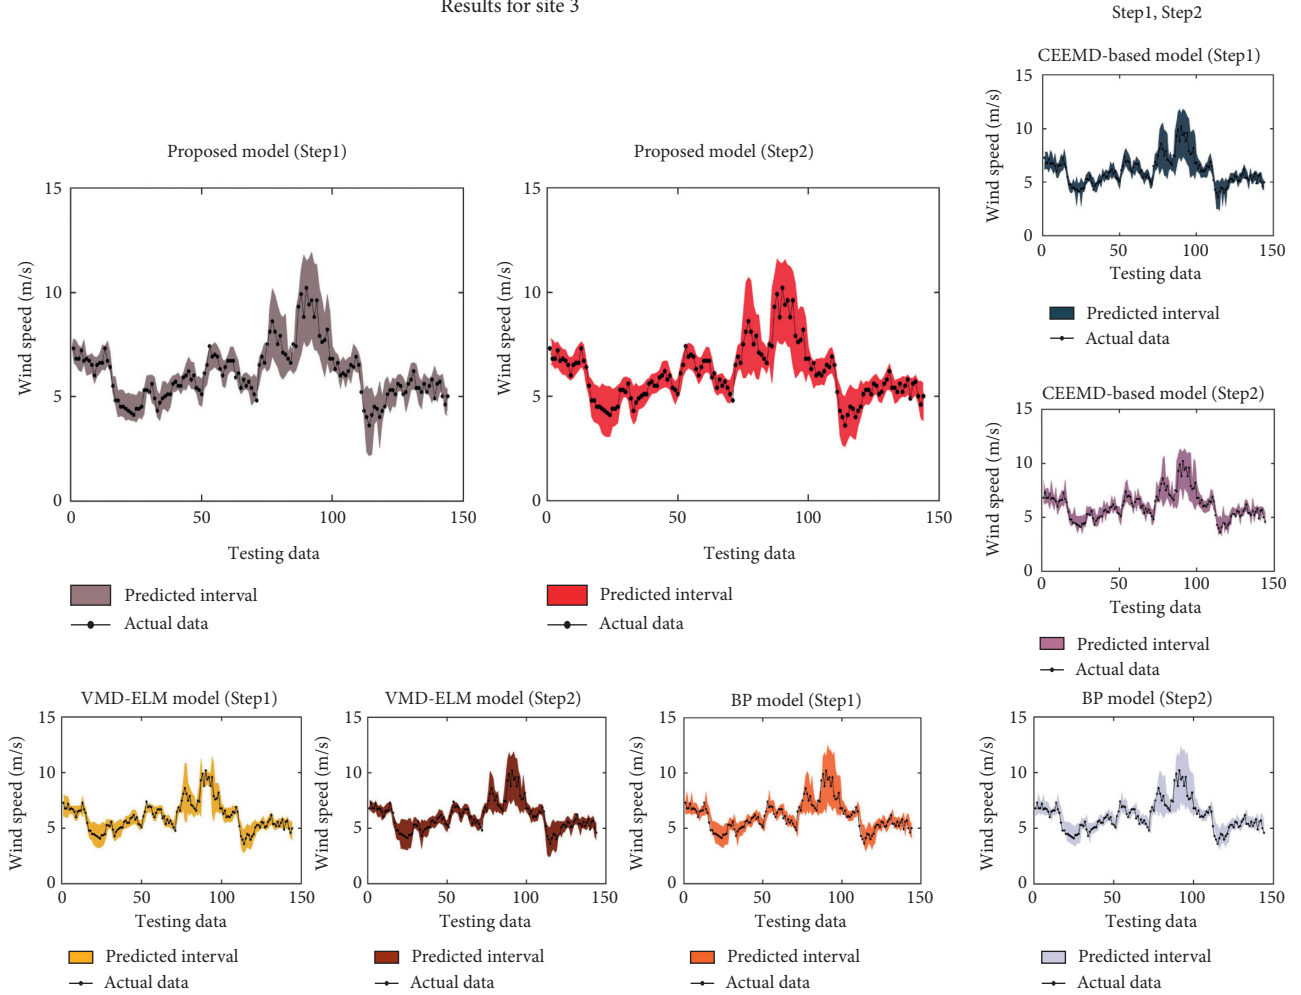 Results for site 3
Step1, Step2
Proposed model (Step1)
Wind speed (m/s)
15
10
5
0
0 50 100 150
Testing data
Predicted interval
Actual data
Proposed model (Step2)
Wind speed (m/s)
15
10
5
0
0 50 100 150
Testing data
Predicted interval
Actual data
CEEMD-based model (Step1)
Wind speed (m/s)
15
10
5
0
0 50 100 150
Testing data
Predicted interval
Actual data
CEEMD-based model (Step2)
Wind speed (m/s)
15
10
5
0
0 50 100 150
Testing data
Predicted interval
Actual data
VMD-ELM model (Step1)
Wind speed (m/s)
15
10
5
0
0 50 100 150
Testing data
Predicted interval
Actual data
VMD-ELM model (Step2)
Wind speed (m/s)
15
10
5
0
0 50 100 150
Testing data
Predicted interval
Actual data
BP model (Step1)
Wind speed (m/s)
15
10
5
0
0 50 100 150
Testing data
Predicted interval
Actual data
BP model (Step2)
Wind speed (m/s)
15
10
5
0
0 50 100 150
Testing data
Predicted interval
Actual data